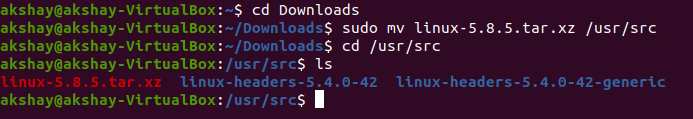 akshay@akshay-VirtualBox:~$ cd Downloads
akshay@akshay-VirtualBox:~/Downloads$ sudo mv linux-5.8.5.tar.xz /usr/src
akshay@akshay-VirtualBox:~/Downloads$ cd /usr/src
akshay@akshay-VirtualBox:/usr/src$ ls
linux-5.8.5.tar.xz  linux-headers-5.4.0-42  linux-headers-5.4.0-42-generic
akshay@akshay-VirtualBox:/usr/src$